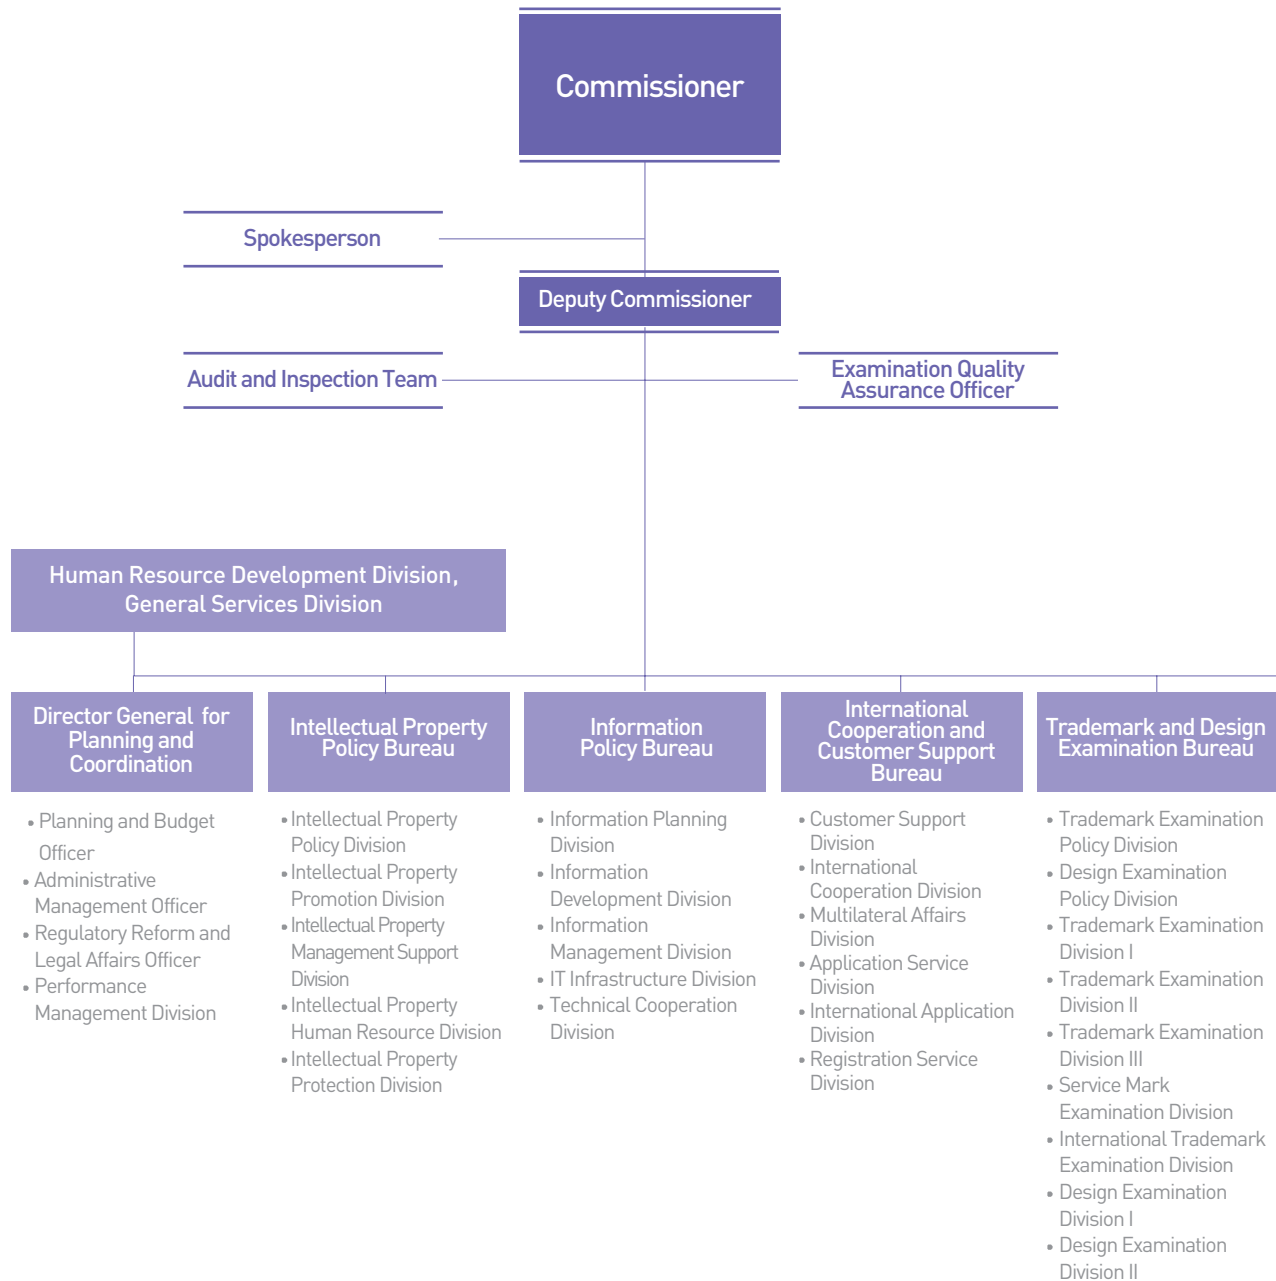 Commissioner
Spokesperson
Deputy Commissioner
Audit and Inspection Team
Examination Quality
Assurance Officer
Human Resource Development Division,
General Services Division
Director General for
Planning and
Coordination
• Planning and Budget
Officer
• Administrative
Management Officer
• Regulatory Reform and
Legal Affairs Officer
• Performance
Management Division
Intellectual Property
Policy Bureau
• Intellectual Property
Policy Division
• Intellectual Property
Promotion Division
• Intellectual Property
Management Support
Division
• Intellectual Property
Human Resource Division
• Intellectual Property
Protection Division
Information
Policy Bureau
• Information Planning
Division
• Information
Development Division
• Information
Management Division
• IT Infrastructure Division
• Technical Cooperation
Division
International
Cooperation and
Customer Support
Bureau
• Customer Support
Division
• International
Cooperation Division
• Multilateral Affairs
Division
• Application Service
Division
• International Application
Division
• Registration Service
Division
Trademark and Design
Examination Bureau
• Trademark Examination
Policy Division
• Design Examination
Policy Division
• Trademark Examination
Division I
• Trademark Examination
Division II
• Trademark Examination
Division III
• Service Mark
Examination Division
• International Trademark
Examination Division
• Design Examination
Division I
• Design Examination
Division II